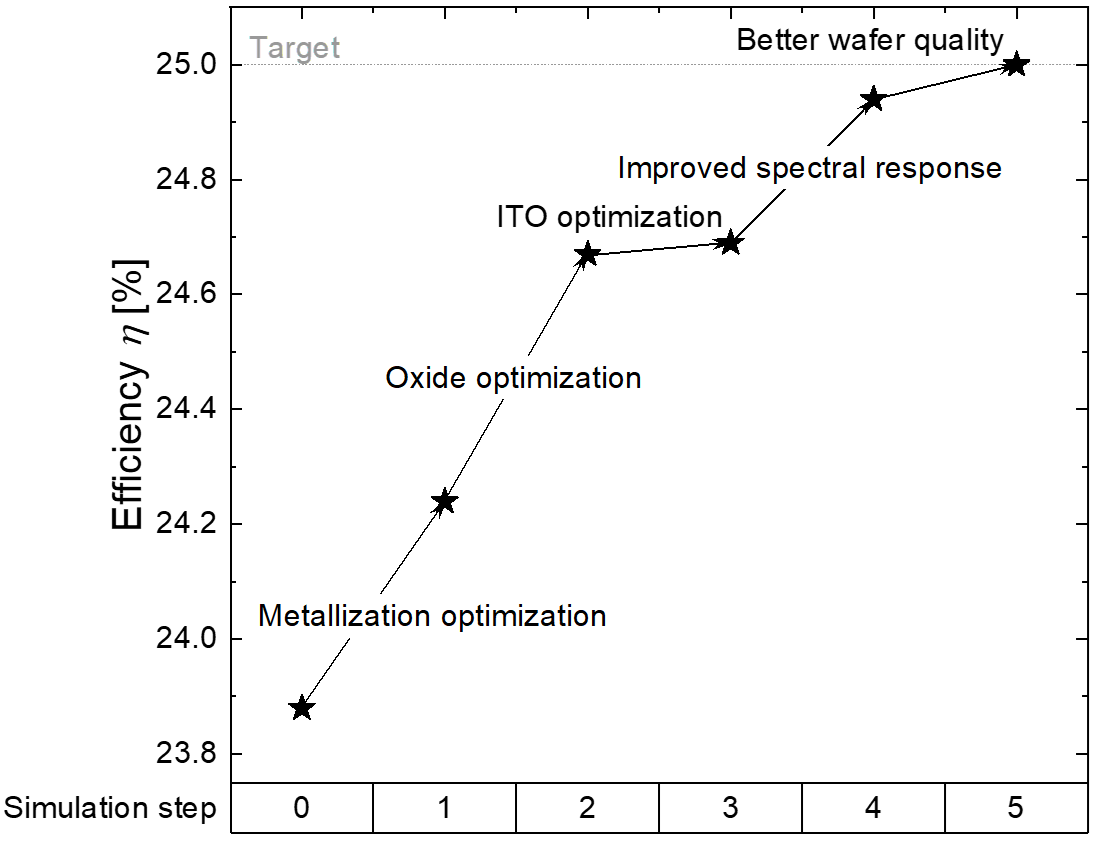 Target
Better wafer quality
25.0
Improved spectral response
24.8
ITO optimization
24.6
Efficiency η [%]
Oxide optimization
24.4
24.2
Metallization optimization
24.0
23.8
Simulation step 0 1 2 3 4 5